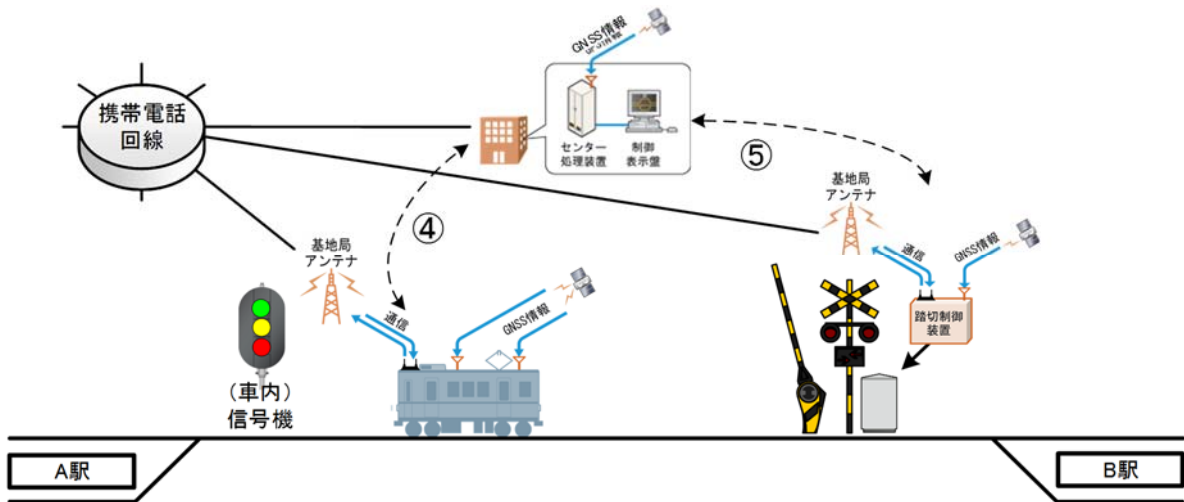 GNSS情報
携帯電話
回線
センター
処理装置
制御
表示盤
⑤
④
基地局
アンテナ
通信
GNSS情報
踏切制御
装置
基地局
アンテナ
通信
GNSS情報
(車内)
信号機
A駅
B駅